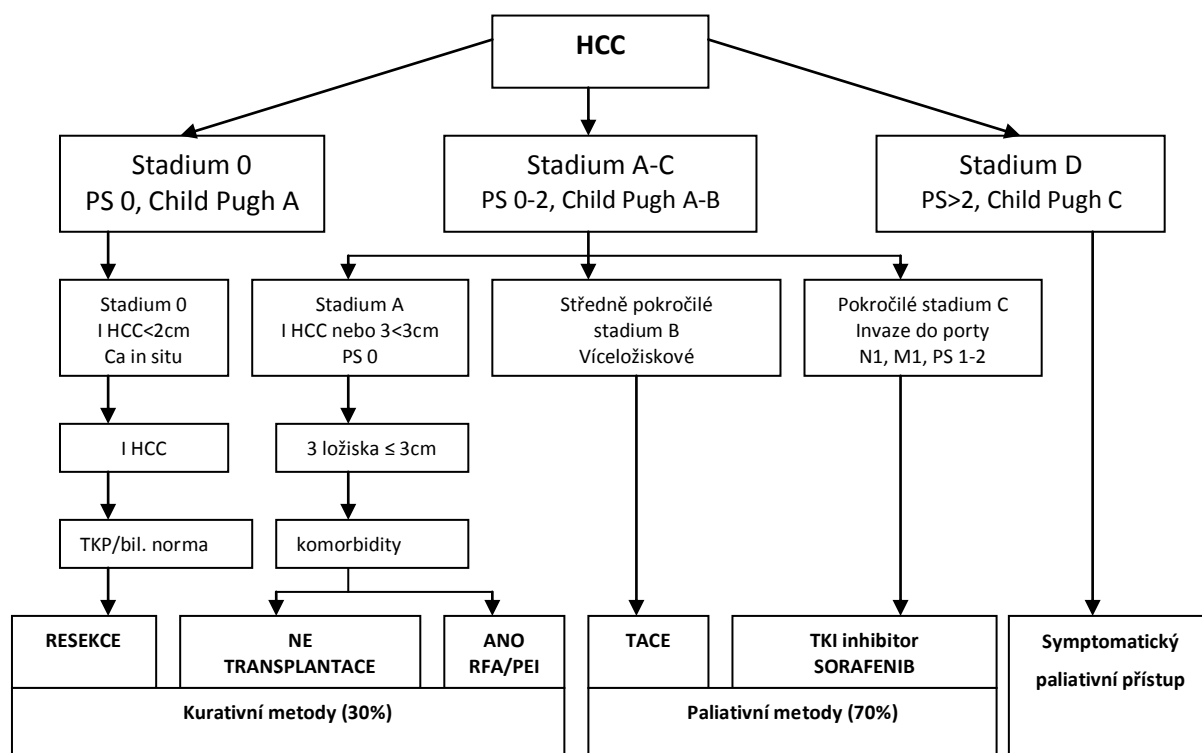 HCC
Stadium 0
PS 0, Child Pugh A
Stadium A-C
PS 0-2, Child Pugh A-B
Stadium D
PS>2, Child Pugh C
Stadium 0
I HCC<2cm
Ca in situ
Stadium A
I HCC nebo 3<3cm
PS 0
Středně pokročilé
stadium B
Víceložiskové
Pokročilé stadium C
Invaze do porty
N1, M1, PS 1-2
I HCC
3 ložiska ≤ 3cm
TKP/bil. norma
komorbidity
RESEKCE
NE
TRANSPLANTACE
ANO
RFA/PEI
TACE
TKI inhibitor
SORAFENIB
Symptomatický
paliativní přístup
Kurativní metody (30%)
Paliativní metody (70%)